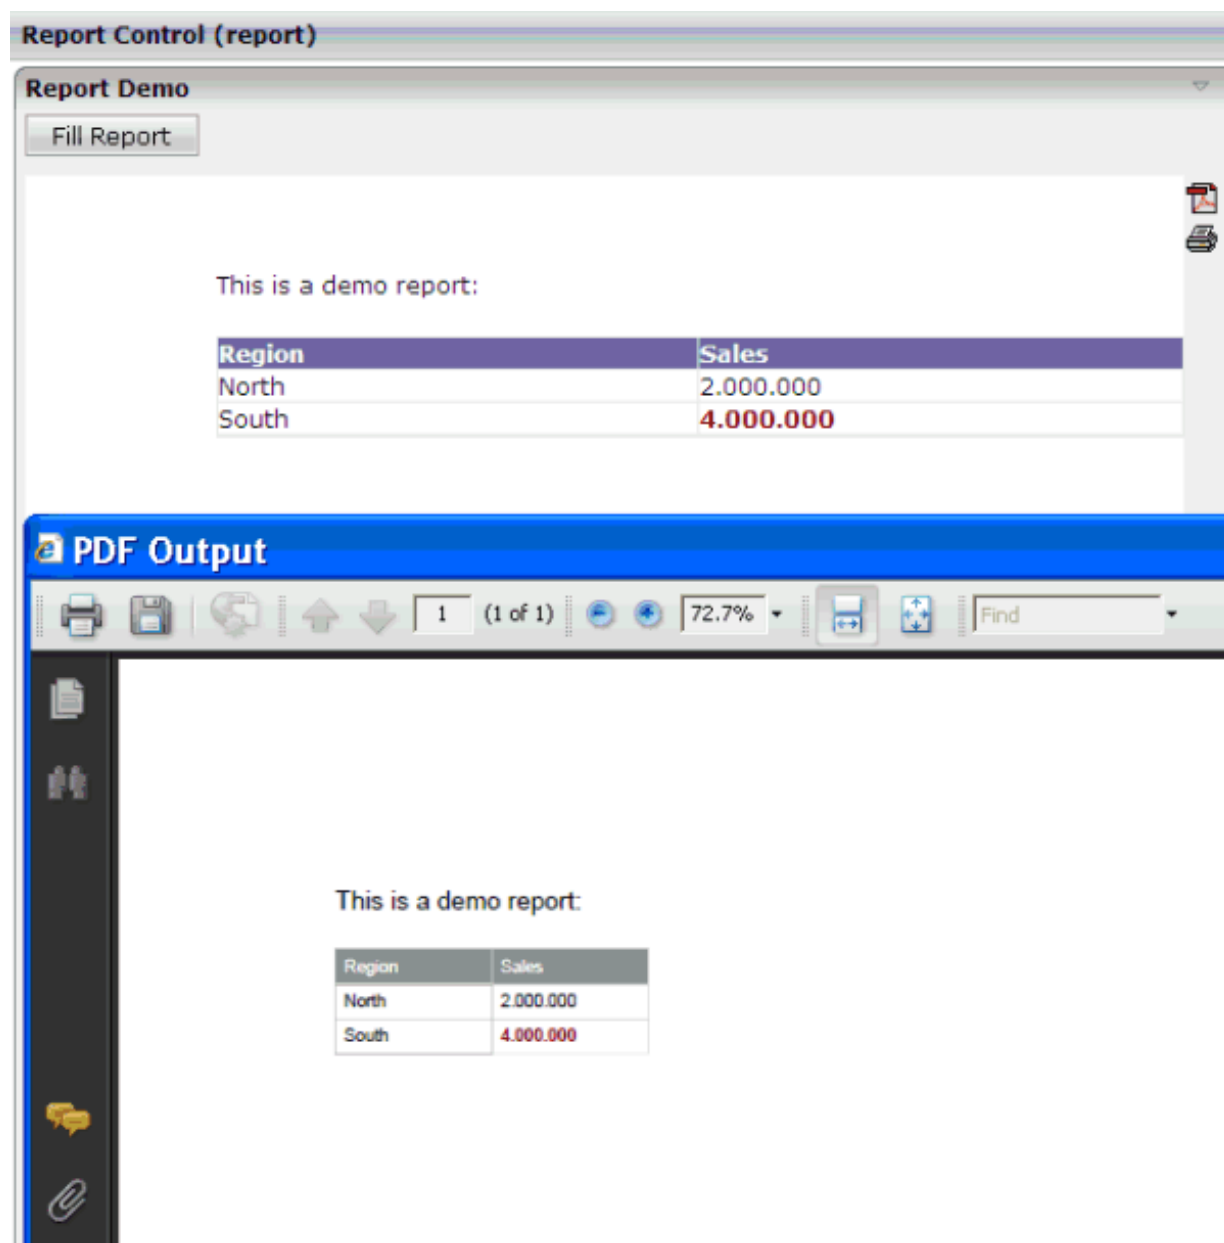 Report Control (report)
Report Demo
Fill Report
This is a demo report:
Region Sales
North 2.000.000
South 4.000.000
PDF Output
1 (1 of 1) 72.7% Find
This is a demo report:
Region Sales
North 2.000.000
South 4.000.000